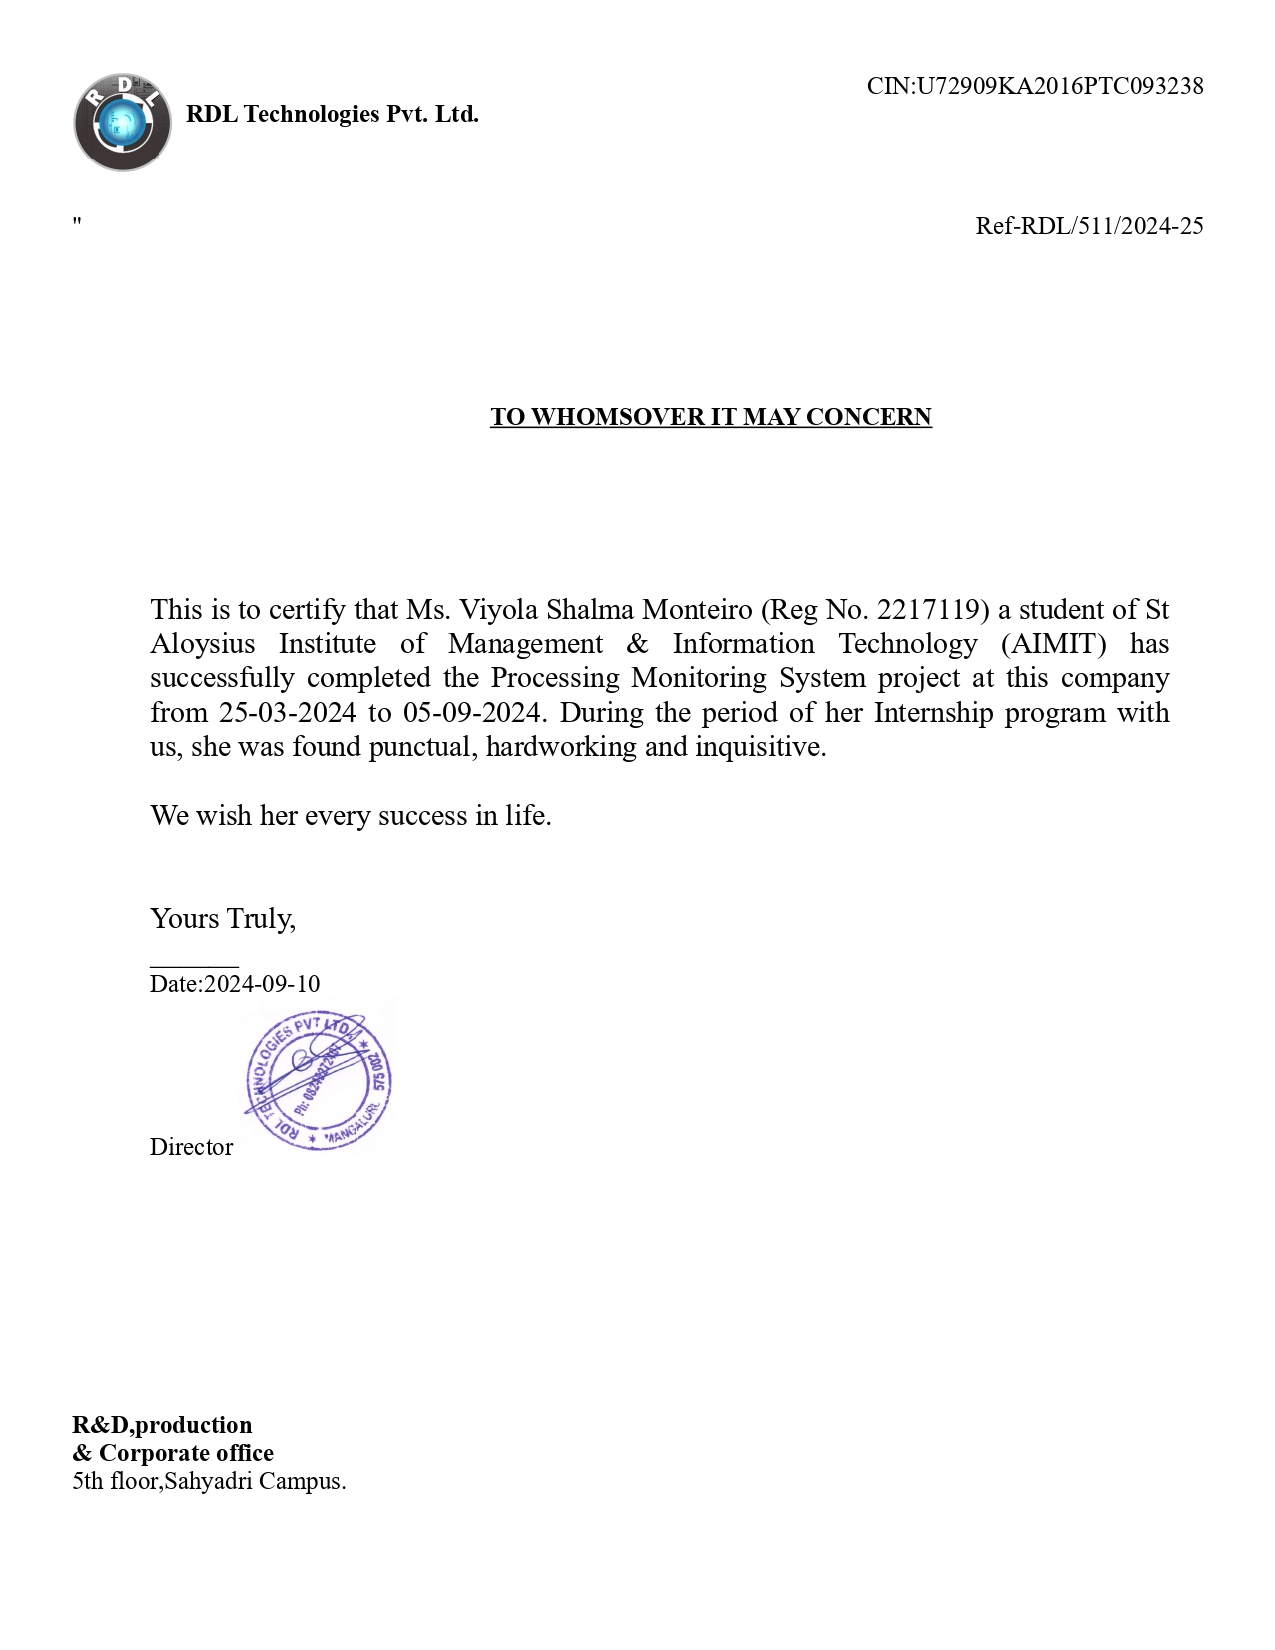 R D L
RDL Technologies Pvt. Ltd.
CIN:U72909KA2016PTC093238
"
Ref-RDL/511/2024-25
TO WHOMSOVER IT MAY CONCERN
This is to certify that Ms. Viyola Shalma Monteiro (Reg No. 2217119) a student of St
Aloysius Institute of Management & Information Technology (AIMIT) has
successfully completed the Processing Monitoring System project at this company
from 25-03-2024 to 05-09-2024. During the period of her Internship program with
us, she was found punctual, hardworking and inquisitive.
We wish her every success in life.
Yours Truly,
Date:2024-09-10
RDL TECHNOLOGIES PVT LTD. ★ 575 002
MANGALORE ★
Ph:
Director
R&D,production
& Corporate office
5th floor,Sahyadri Campus.